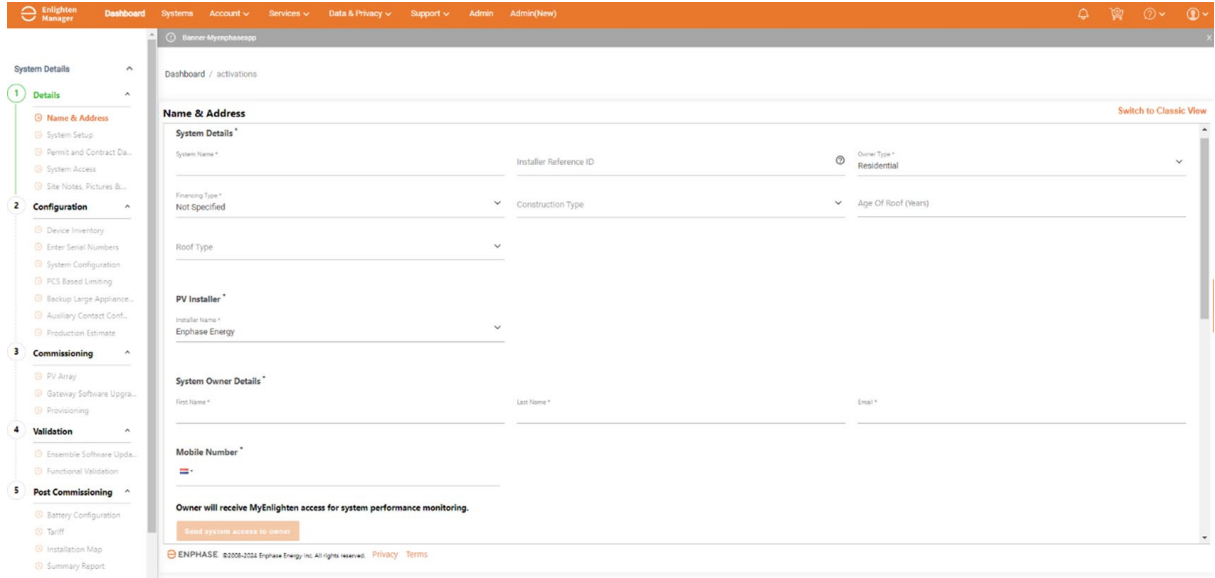 Enlighten Manager
Dashboard Systems Account Services Data & Privacy Support Admin Admin(New)
Banner-Myenphaseapp
System Details
Dashboard / activations
1 Details
Name & Address
System Setup
Permit and Contract Da...
System Access
Site Notes, Pictures &...
2 Configuration
Device Inventory
Enter Serial Numbers
System Configuration
PCS Based Limiting
Backup Large Appliance...
Auxiliary Contact Conf...
Production Estimate
3 Commissioning
PV Array
Gateway Software Upgra...
Provisioning
4 Validation
Ensemble Software Upda...
Functional Validation
5 Post Commissioning
Battery Configuration
Tariff
Installation Map
Summary Report
Name & Address
Switch to Classic View
System Details *
System Name *
Installer Reference ID
Owner Type *
Residential
Financing Type *
Not Specified
Construction Type
Age Of Roof (Years)
Roof Type
PV Installer *
Installer Name *
Enphase Energy
System Owner Details *
First Name * Last Name * Email *
Mobile Number *
Owner will receive MyEnlighten access for system performance monitoring.
Send system access to owner
ENPHASE ©2008-2024 Enphase Energy Inc. All rights reserved. Privacy Terms